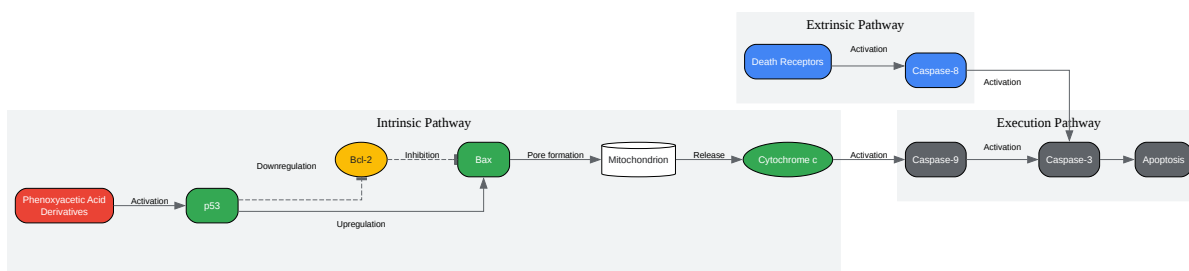 Extrinsic Pathway
Death Receptors
Activation
Caspase-8
Activation
Intrinsic Pathway
Phenoxyacetic Acid
Derivatives
Activation
p53
Downregulation
Upregulation
Bcl-2
Inhibition
Bax
Pore formation
Mitochondrion
Release
Cytochrome c
Activation
Execution Pathway
Caspase-9
Activation
Caspase-3
Apoptosis